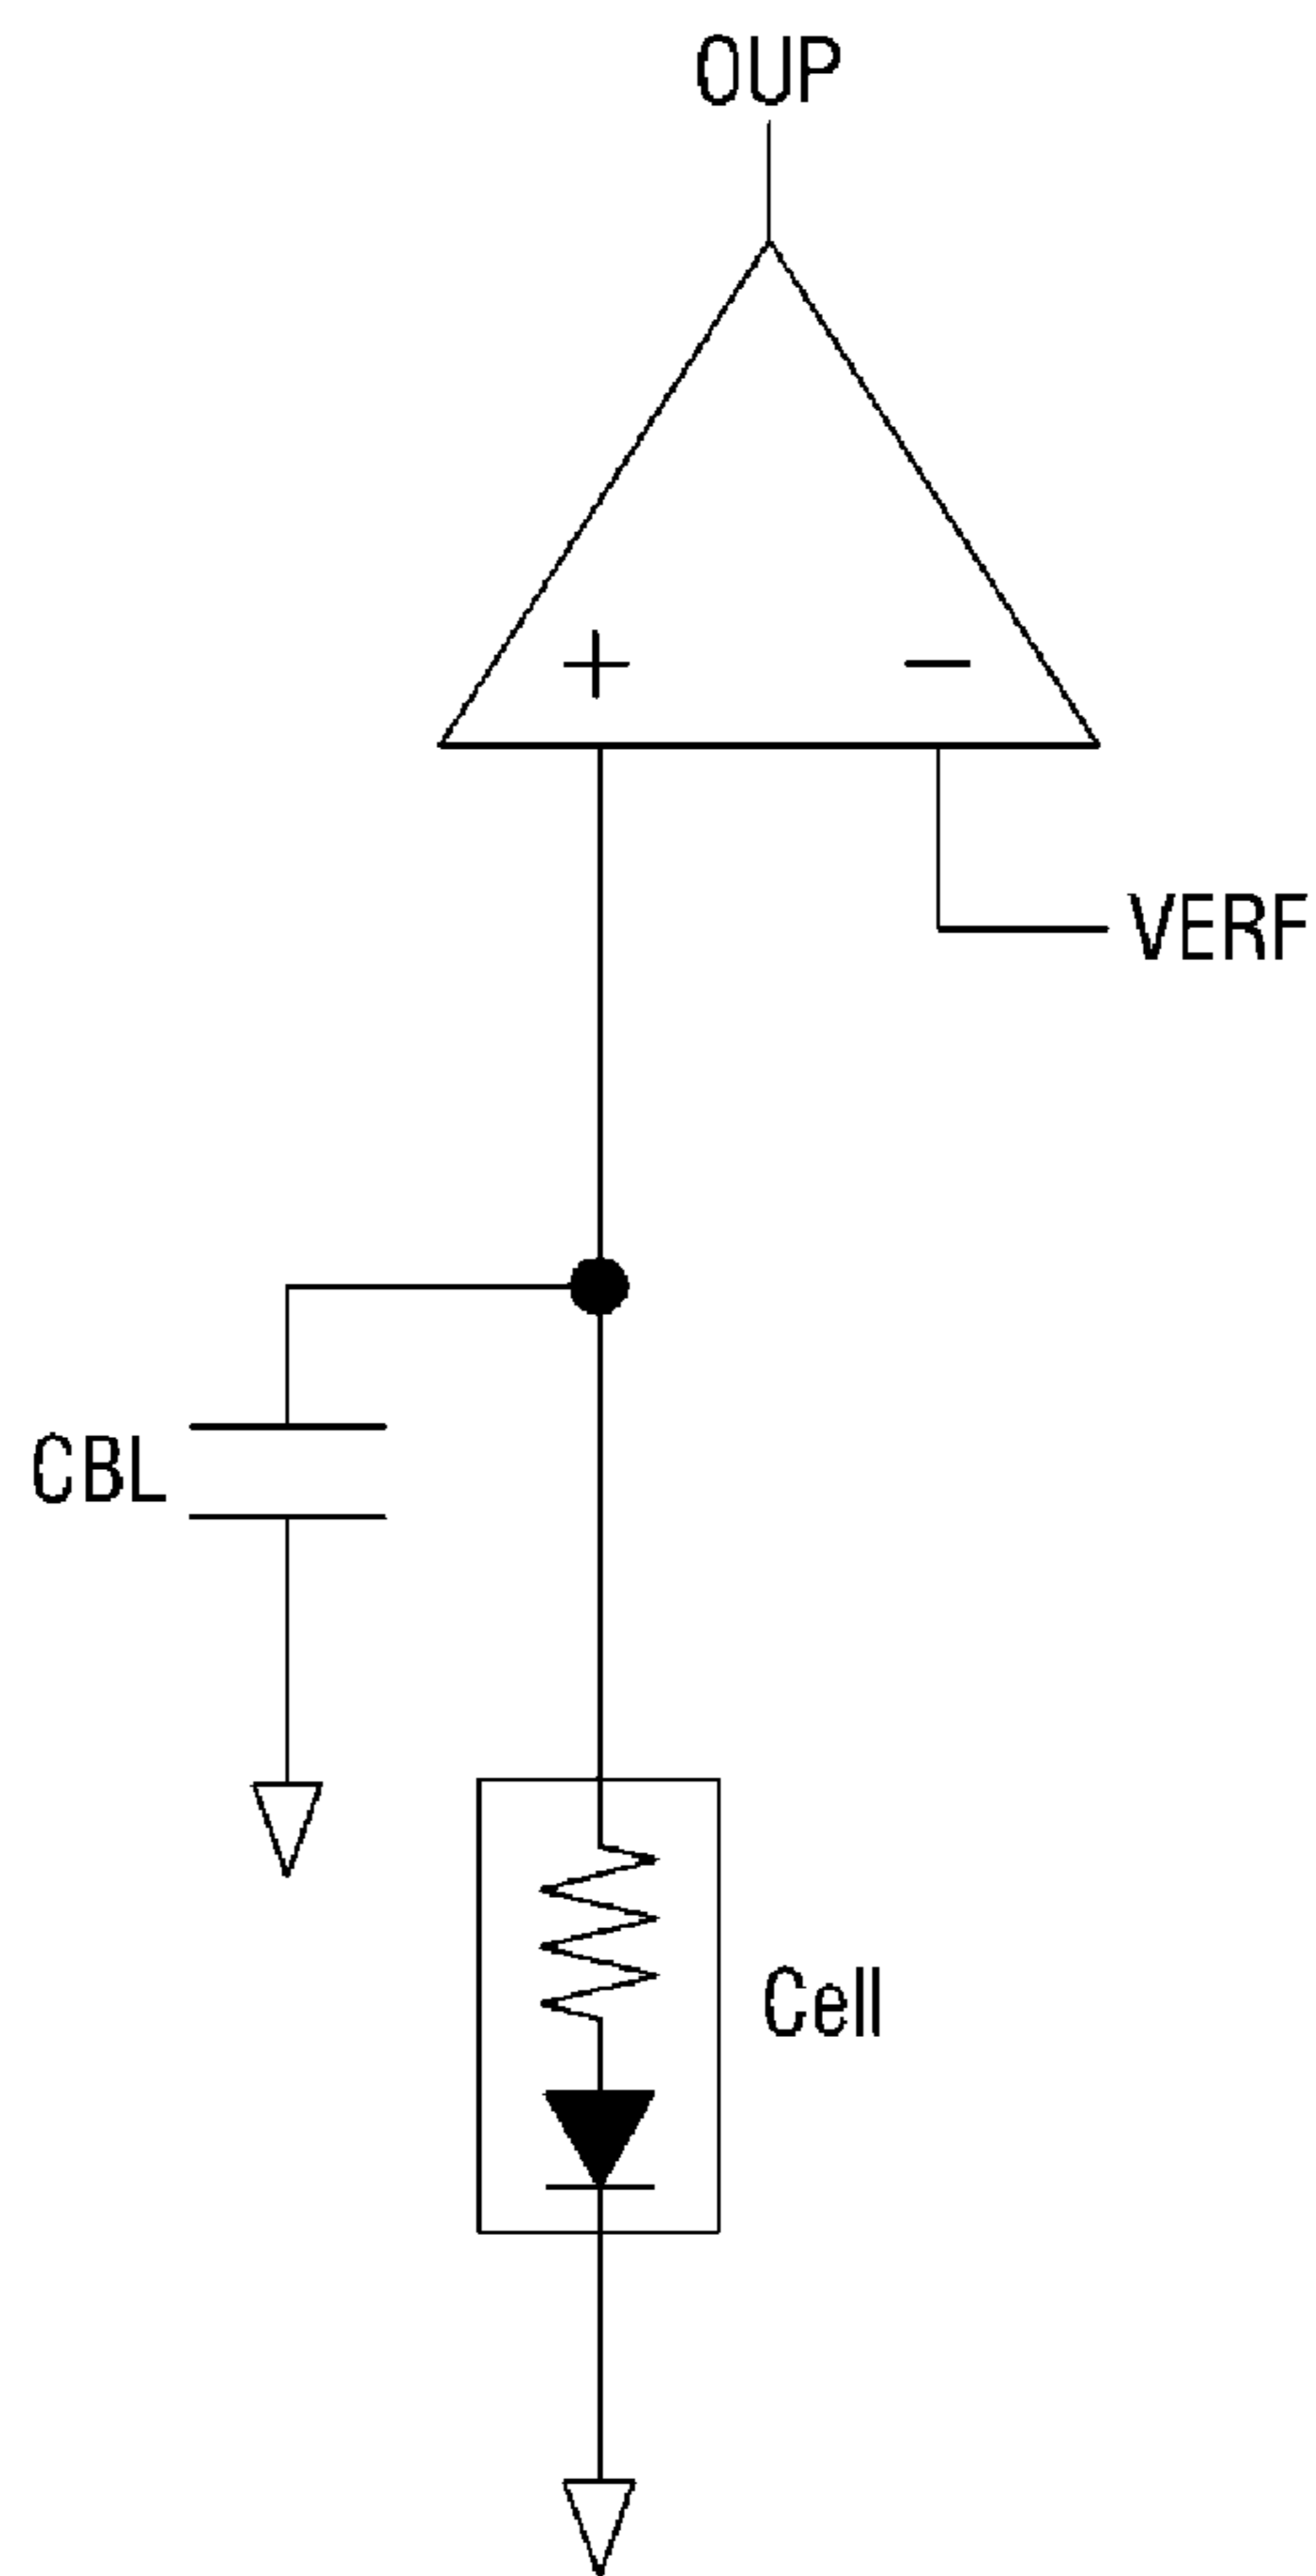 OUP
+ −
VERF
CBL
Cell